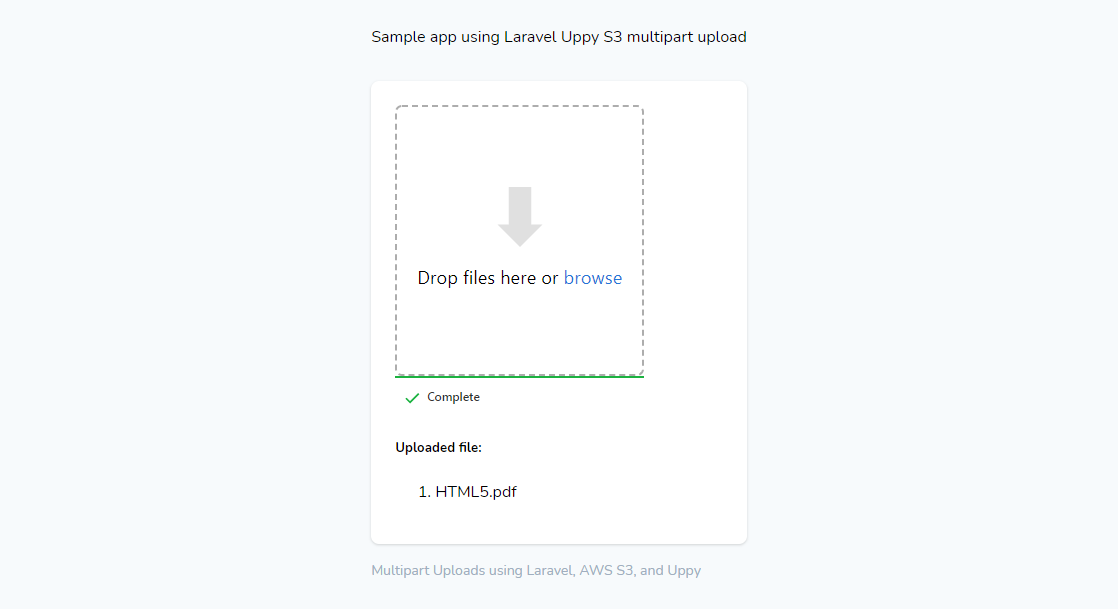 Sample app using Laravel Uppy S3 multipart upload
Drop files here or browse
Complete
Uploaded file:
1. HTML5.pdf
Multipart Uploads using Laravel, AWS S3, and Uppy